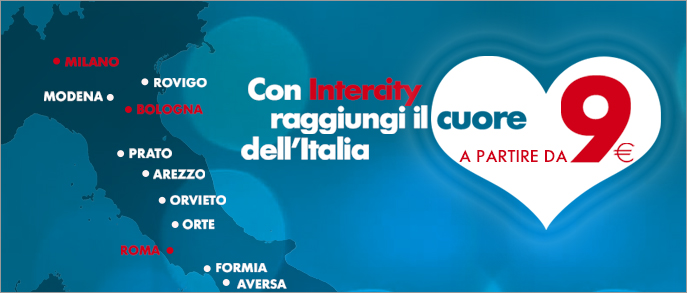 MILANO
ROVIGO
MODENA
BOLOGNA
PRATO
AREZZO
ORVIETO
ORTE
ROMA
FORMIA
AVERSA
Con Intercity
raggiungi il cuore
dell'Italia
A PARTIRE DA 9€